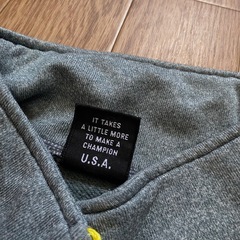 IT TAKES
A LITTLE MORE
TO MAKE A
CHAMPION
U.S.A.